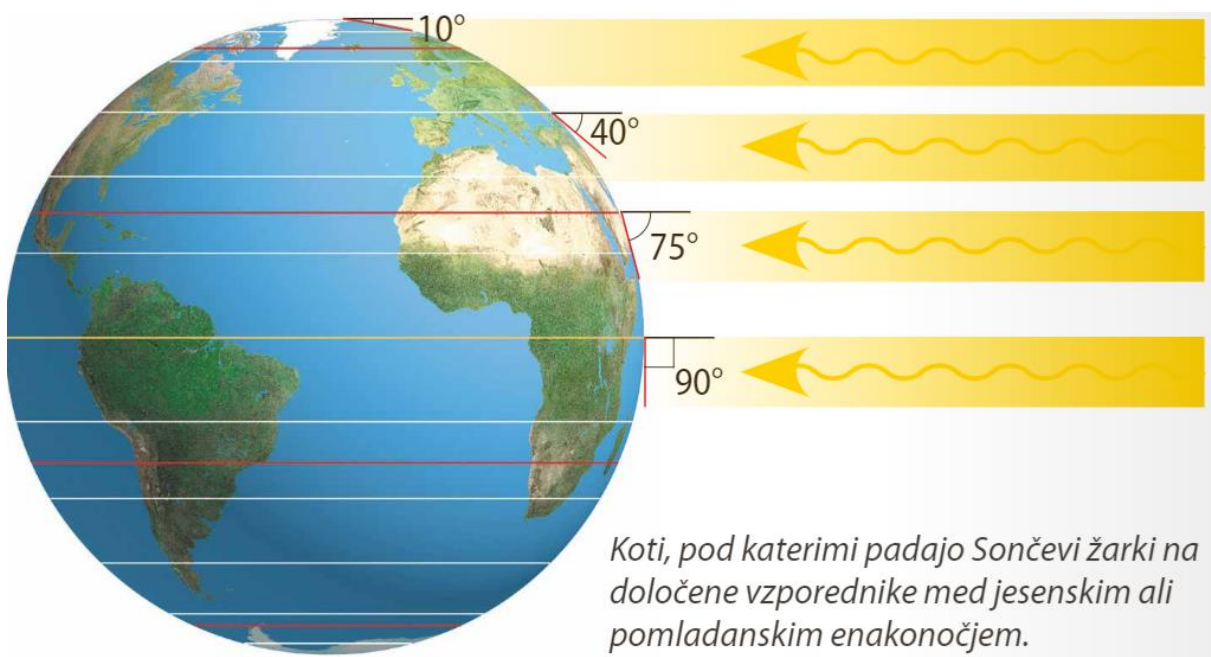 10°
40°
75°
90°
Koti, pod katerimi padajo Sončevi žarki na
določene vzporednike med jesenskim ali
pomladanskim enakonočjem.